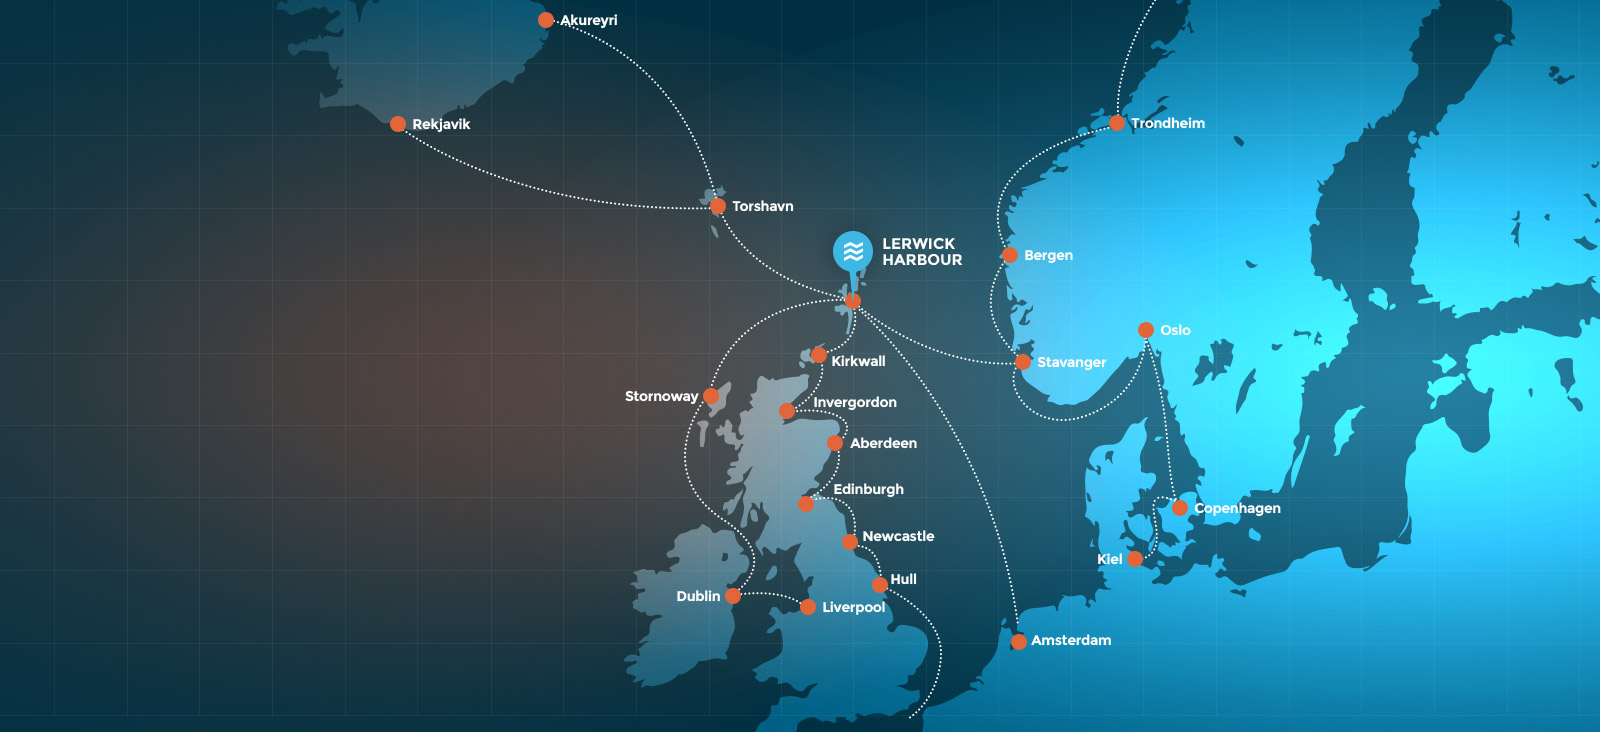 Akureyri
Rekjavik
Trondheim
Torshavn
LERWICK
HARBOUR
Bergen
Oslo
Kirkwall
Stavanger
Stornoway
Invergordon
Aberdeen
Edinburgh
Copenhagen
Newcastle
Kiel
Hull
Dublin
Liverpool
Amsterdam